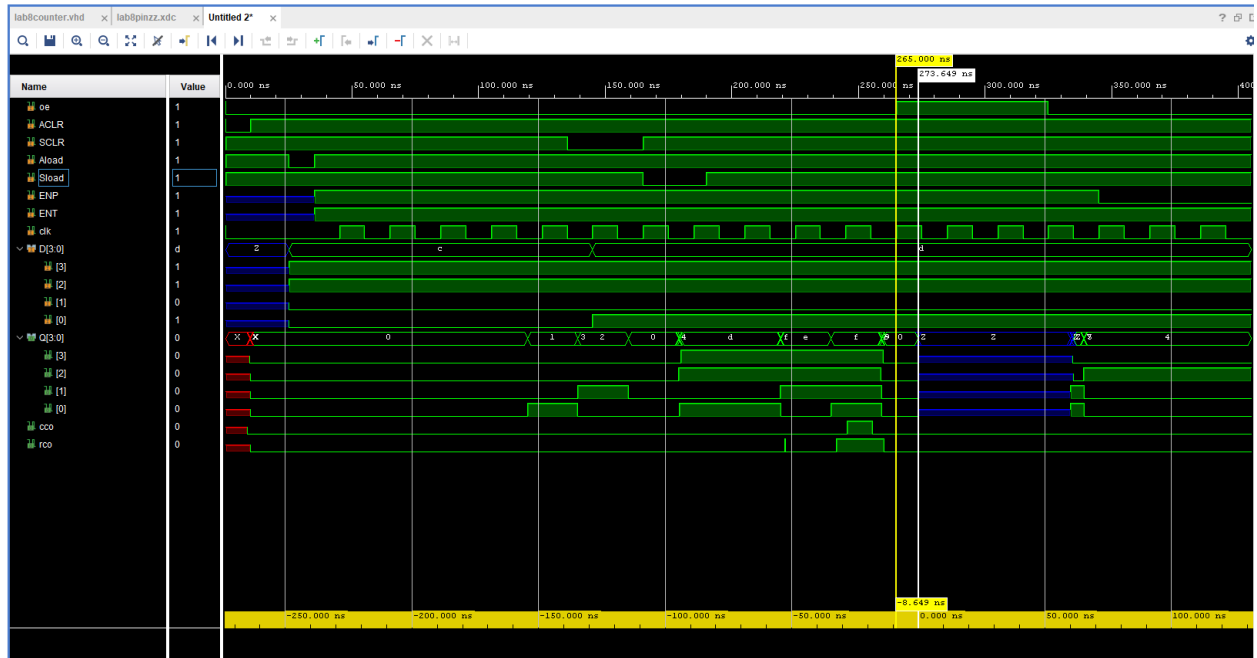 lab8counter.vhd × lab8pinzz.xdc × Untitled 2* ×
?
265.000 ns
273.649 ns
Name Value
0.000 ns 50.000 ns 100.000 ns 150.000 ns 200.000 ns 250.000 ns 300.000 ns 350.000 ns 400
oe 1
ACLR 1
SCLR 1
Aload 1
Sload 1
ENP 1
ENT 1
clk 1
D[3:0] d Z c d
[3] 1
[2] 1
[1] 0
[0] 1
Q[3:0] 0 X X 0 1 3 2 0 4 d f e f 0 Z Z 4
[3] 0
[2] 0
[1] 0
[0] 0
cco 0
rco 0
-8.649 ns
-250.000 ns -200.000 ns -150.000 ns -100.000 ns -50.000 ns 0.000 ns 50.000 ns 100.000 ns